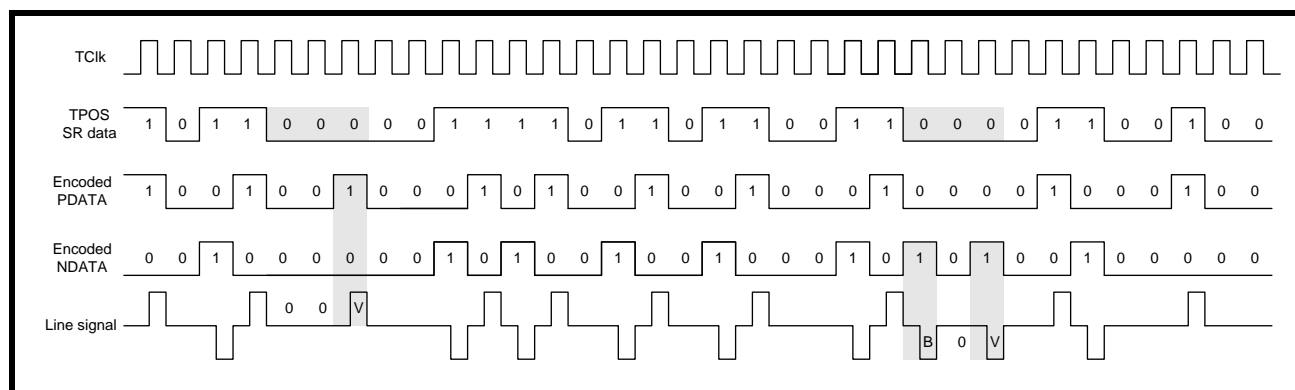 TClk
TPOS
SR data
1 0 1 1 0 0 0 0 0 1 1 1 1 0 1 1 0 1 1 0 0 1 1 0 0 0 0 1 1 0 0 1 0 0
Encoded
PDATA
1 0 0 1 0 0 1 0 0 0 1 0 1 0 0 1 0 0 1 0 0 0 1 0 0 0 0 1 0 0 0 1 0 0
Encoded
NDATA
0 0 1 0 0 0 0 0 0 1 0 1 0 0 1 0 0 1 0 0 0 1 0 1 0 1 0 0 1 0 0 0 0 0
Line signal
0 0 V
B 0 V